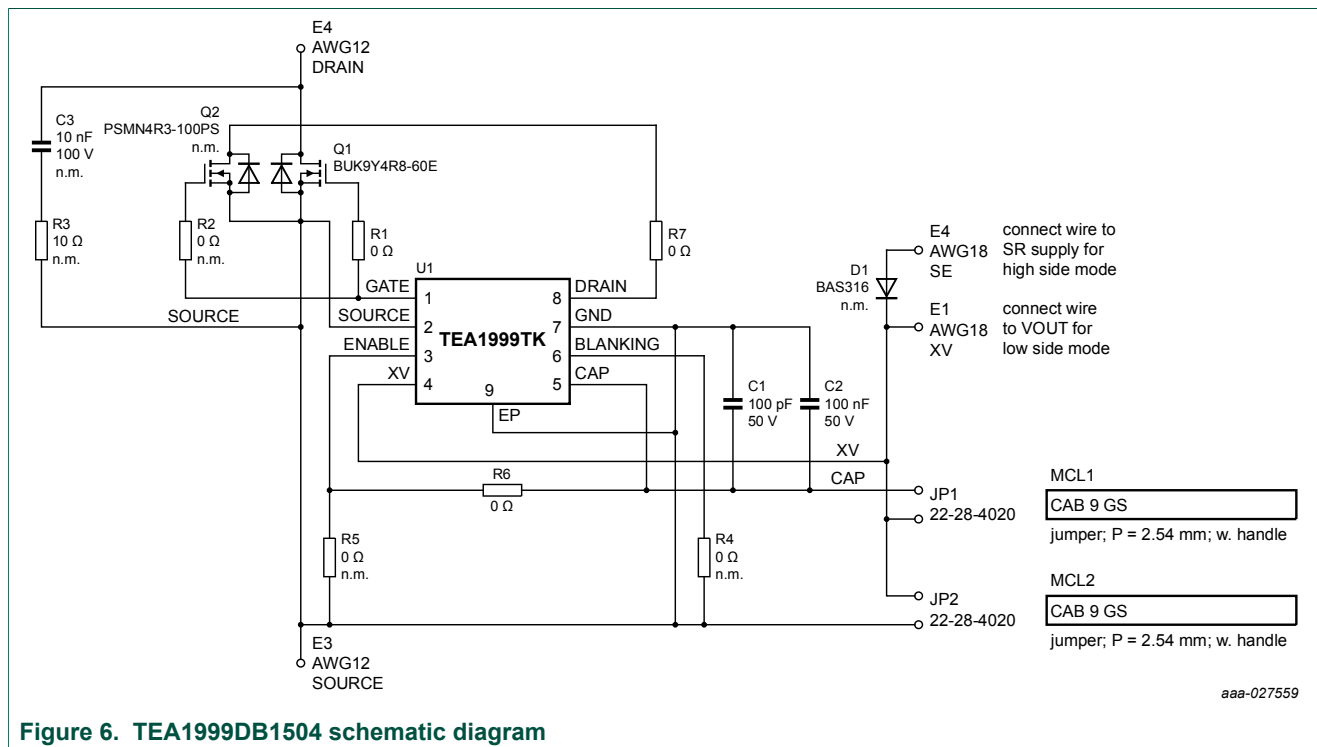 E4
AWG12
DRAIN
C3
10 nF
100 V
n.m.
Q2
PSMN4R3-100PS
n.m.
Q1
BUK9Y4R8-60E
R3
10 Ω
n.m.
R2
0 Ω
n.m.
R1
0 Ω
R7
0 Ω
U1
GATE
1
8
DRAIN
SOURCE
SOURCE
2
7
GND
ENABLE
3
TEA1999TK
6
BLANKING
XV
4
9
5
CAP
EP
C1
100 pF
50 V
C2
100 nF
50 V
D1
BAS316
n.m.
E4
AWG18
SE
connect wire to
SR supply for
high side mode
E1
AWG18
XV
connect wire
to VOUT for
low side mode
XV
CAP
R6
0 Ω
R5
0 Ω
n.m.
R4
0 Ω
n.m.
JP1
22-28-4020
MCL1
CAB 9 GS
jumper; P = 2.54 mm; w. handle
JP2
22-28-4020
MCL2
CAB 9 GS
jumper; P = 2.54 mm; w. handle
E3
AWG12
SOURCE
aaa-027559
Figure 6. TEA1999DB1504 schematic diagram